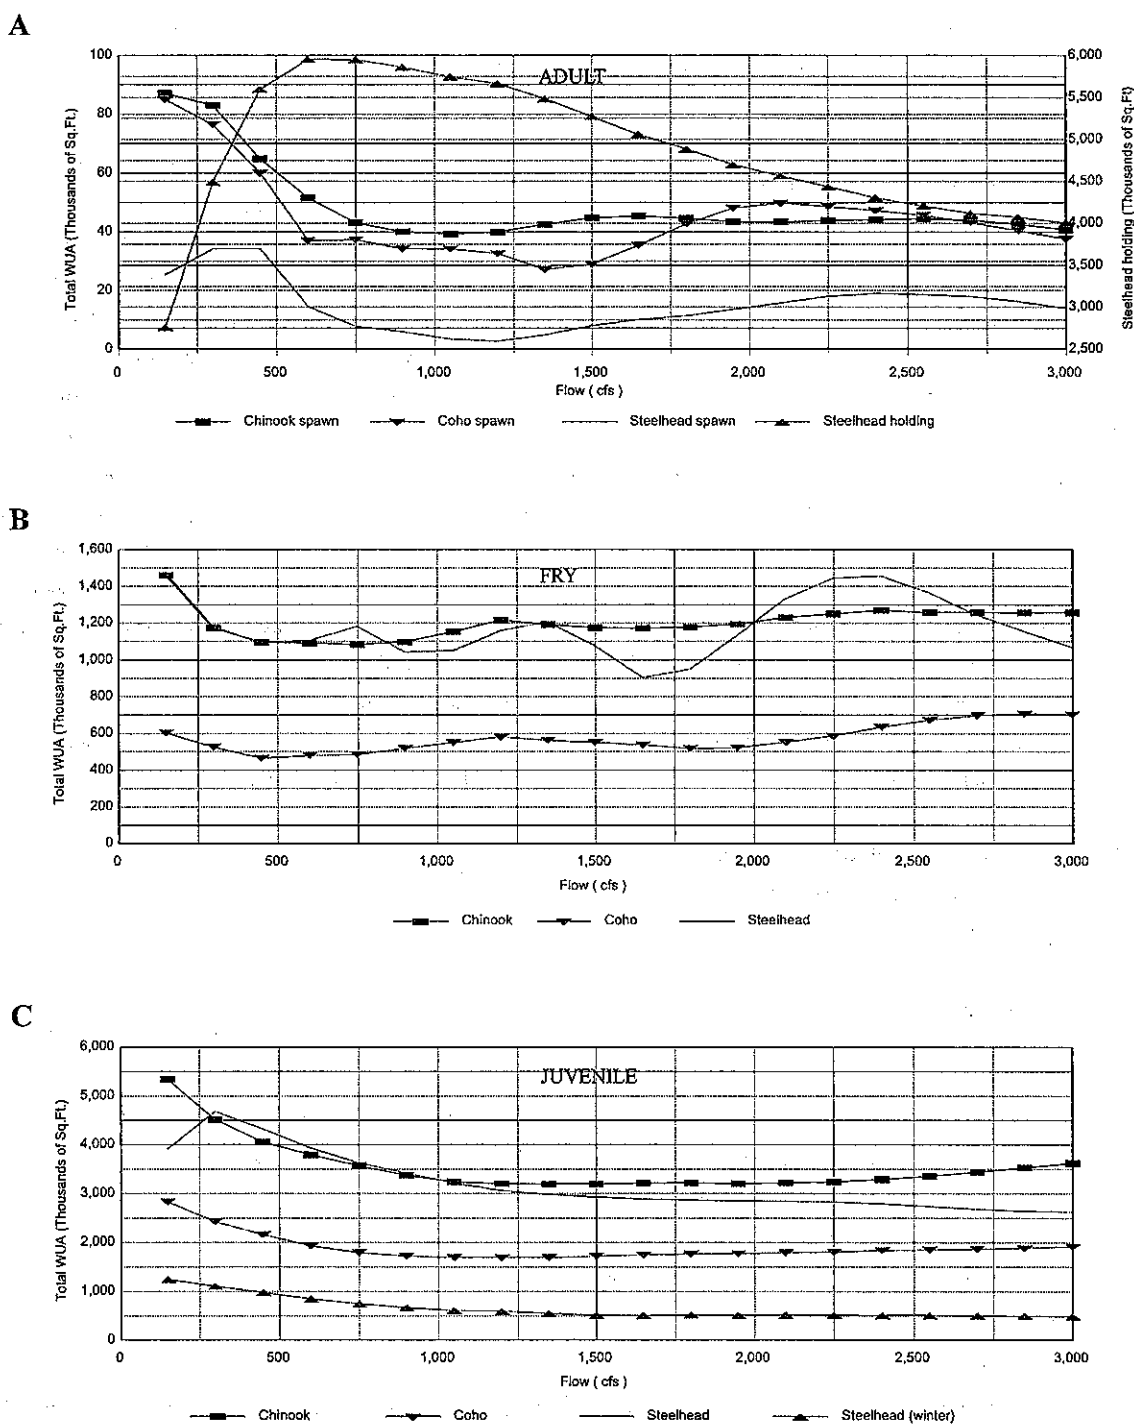 A
ADULT
Total WUA (Thousands of Sq.Ft.)
100
80
60
40
20
0
Steelhead holding (Thousands of Sq.Ft)
6,000
5,500
5,000
4,500
4,000
3,500
3,000
2,500
0 500 1,000 1,500 2,000 2,500 3,000
Flow ( cfs )
Chinook spawn Coho spawn Steelhead spawn Steelhead holding
B
FRY
Total WUA (Thousands of Sq.Ft.)
1,600
1,400
1,200
1,000
800
600
400
200
0
0 500 1,000 1,500 2,000 2,500 3,000
Flow ( cfs )
Chinook Coho Steelhead
C
JUVENILE
Total WUA (Thousands of Sq.Ft.)
6,000
5,000
4,000
3,000
2,000
1,000
0
0 500 1,000 1,500 2,000 2,500 3,000
Flow ( cfs )
Chinook Coho Steelhead Steelhead (winter)